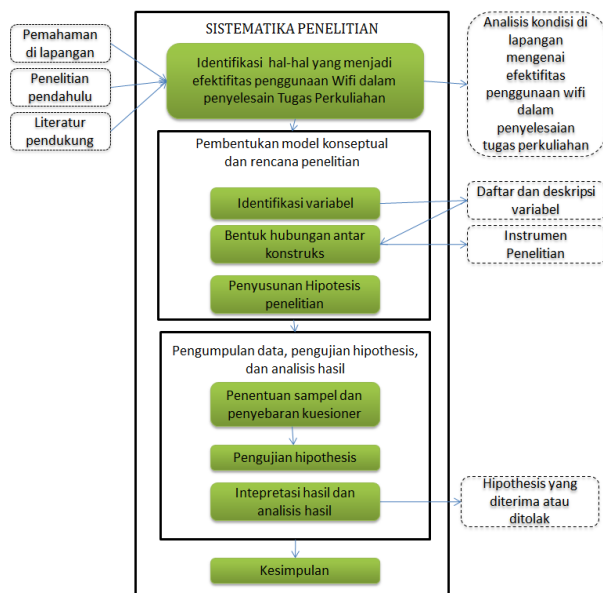 SISTEMATIKA PENELITIAN
Pemahaman
di lapangan
Penelitian
pendahulu
Literatur
pendukung
Identifikasi hal-hal yang menjadi
efektifitas penggunaan Wifi dalam
penyelesain Tugas Perkuliahan
Analisis kondisi di
lapangan
mengenai
efektifitas
penggunaan wifi
dalam
penyelesaian
tugas perkuliahan
Pembentukan model konseptual
dan rencana penelitian
Identifikasi variabel
Bentuk hubungan antar
konstruks
Penyusunan Hipotesis
penelitian
Daftar dan deskripsi
variabel
Instrumen
Penelitian
Pengumpulan data, pengujian hipothesis,
dan analisis hasil
Penentuan sampel dan
penyebaran kuesioner
Pengujian hipothesis
Intepretasi hasil dan
analisis hasil
Hipothesis yang
diterima atau
ditolak
Kesimpulan